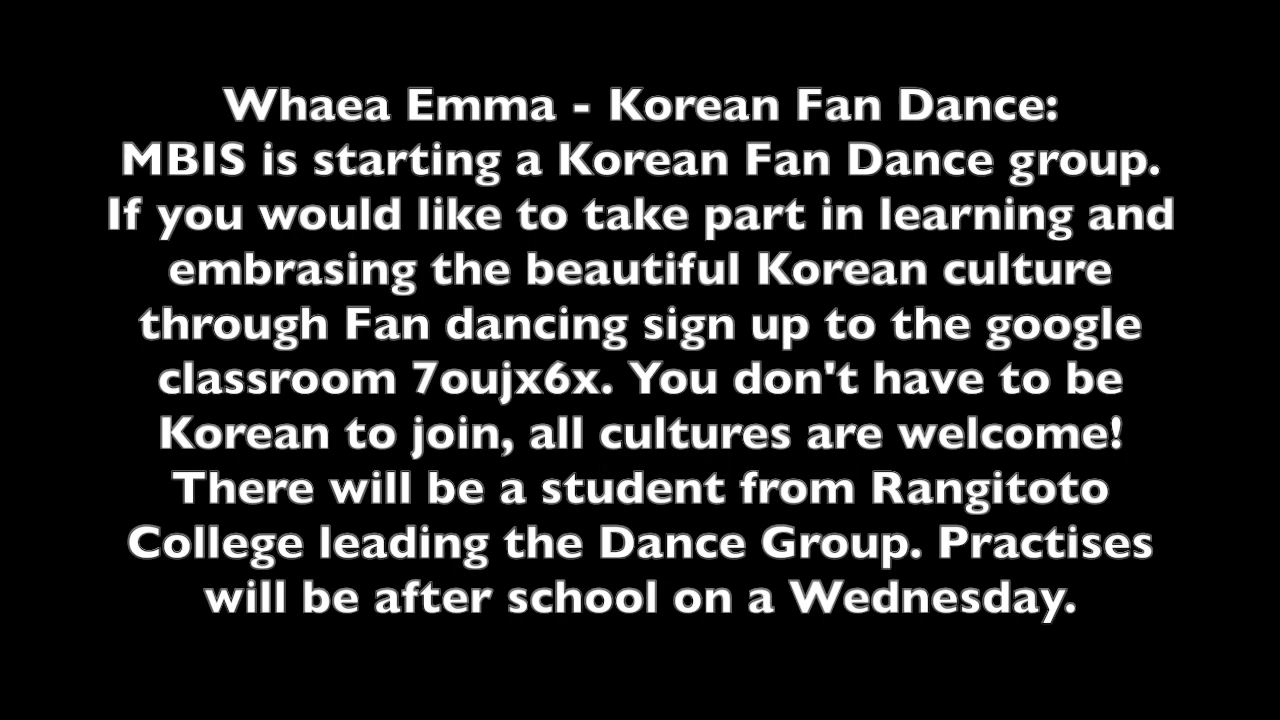 Whaea Emma - Korean Fan Dance:
MBIS is starting a Korean Fan Dance group.
If you would like to take part in learning and
embrasing the beautiful Korean culture
through Fan dancing sign up to the google
classroom 7oujx6x. You don't have to be
Korean to join, all cultures are welcome!
There will be a student from Rangitoto
College leading the Dance Group. Practises
will be after school on a Wednesday.